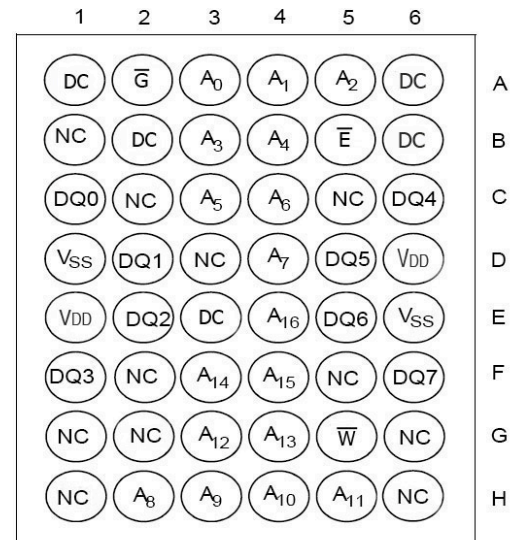 1 2 3 4 5 6
DC G̅ A₀ A₁ A₂ DC A
NC DC A₃ A₄ E̅ DC B
DQ0 NC A₅ A₆ NC DQ4 C
VSS DQ1 NC A₇ DQ5 VDD D
VDD DQ2 DC A₁₆ DQ6 VSS E
DQ3 NC A₁₄ A₁₅ NC DQ7 F
NC NC A₁₂ A₁₃ W̅ NC G
NC A₈ A₉ A₁₀ A₁₁ NC H